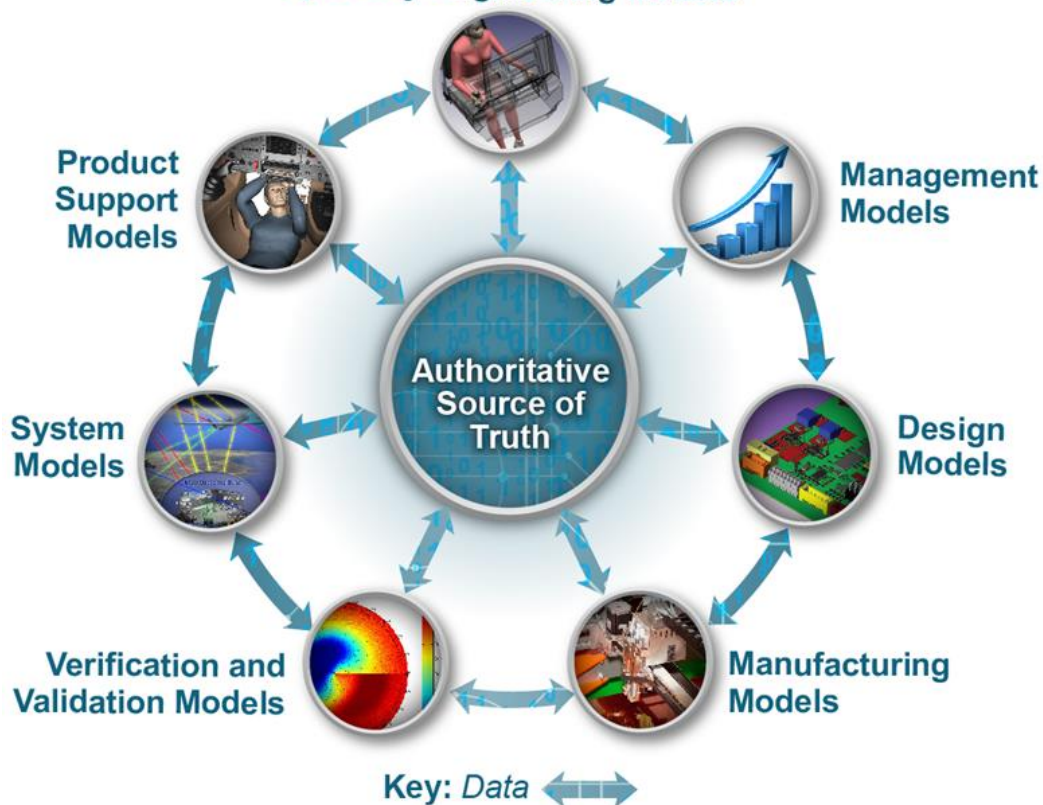 Product
Support
Models
Management
Models
Authoritative
Source of
Truth
System
Models
Design
Models
Verification and
Validation Models
Manufacturing
Models
Key: Data